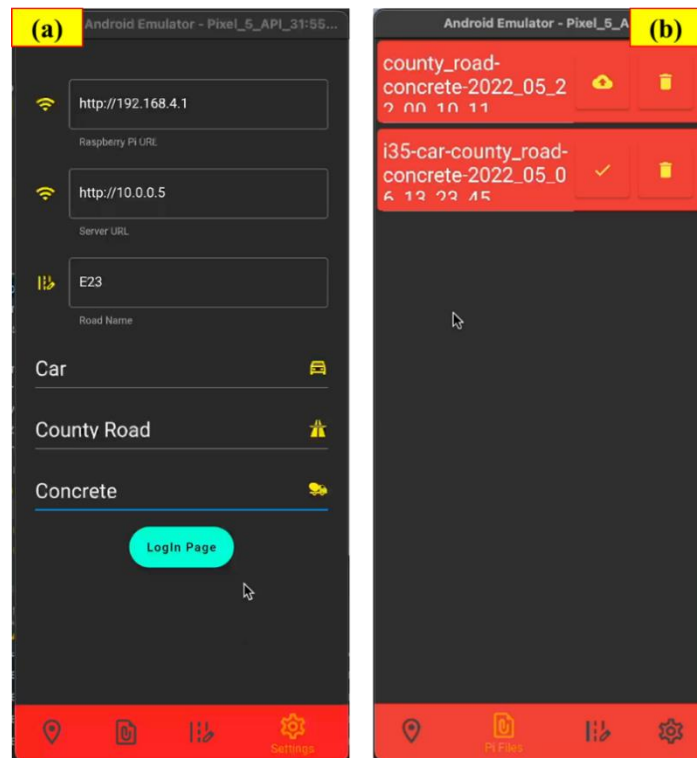 (a)
Android Emulator - Pixel_5_API_31:55...
http://192.168.4.1
Raspberry Pi URL
http://10.0.0.5
Server URL
E23
Road Name
Car
County Road
Concrete
LogIn Page
Settings
Android Emulator - Pixel_5_A
(b)
county_road-
concrete-2022_05_2
2_00_10_11
i35-car-county_road-
concrete-2022_05_0
6_13_23_45
Pi Files